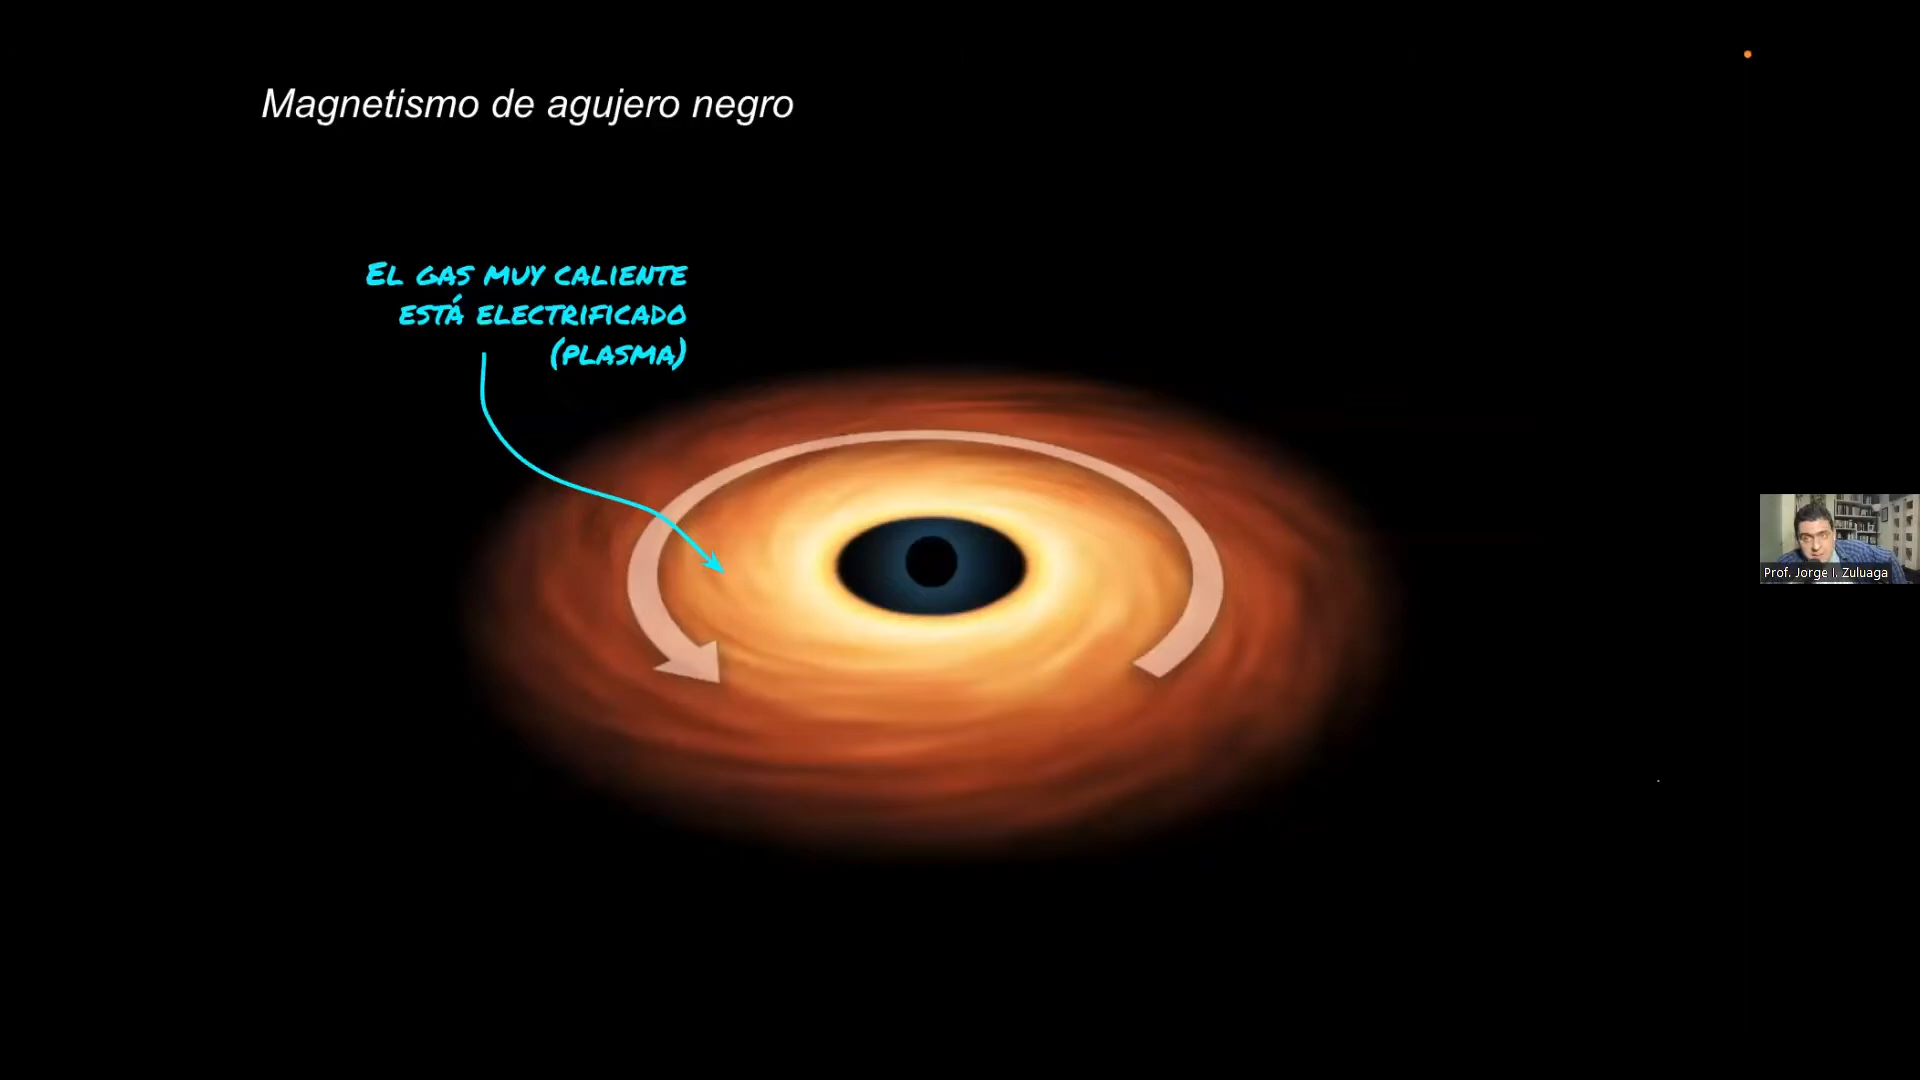 Magnetismo de agujero negro
El gas muy caliente
está electrificado
(plasma)
Prof. Jorge I. Zuluaga